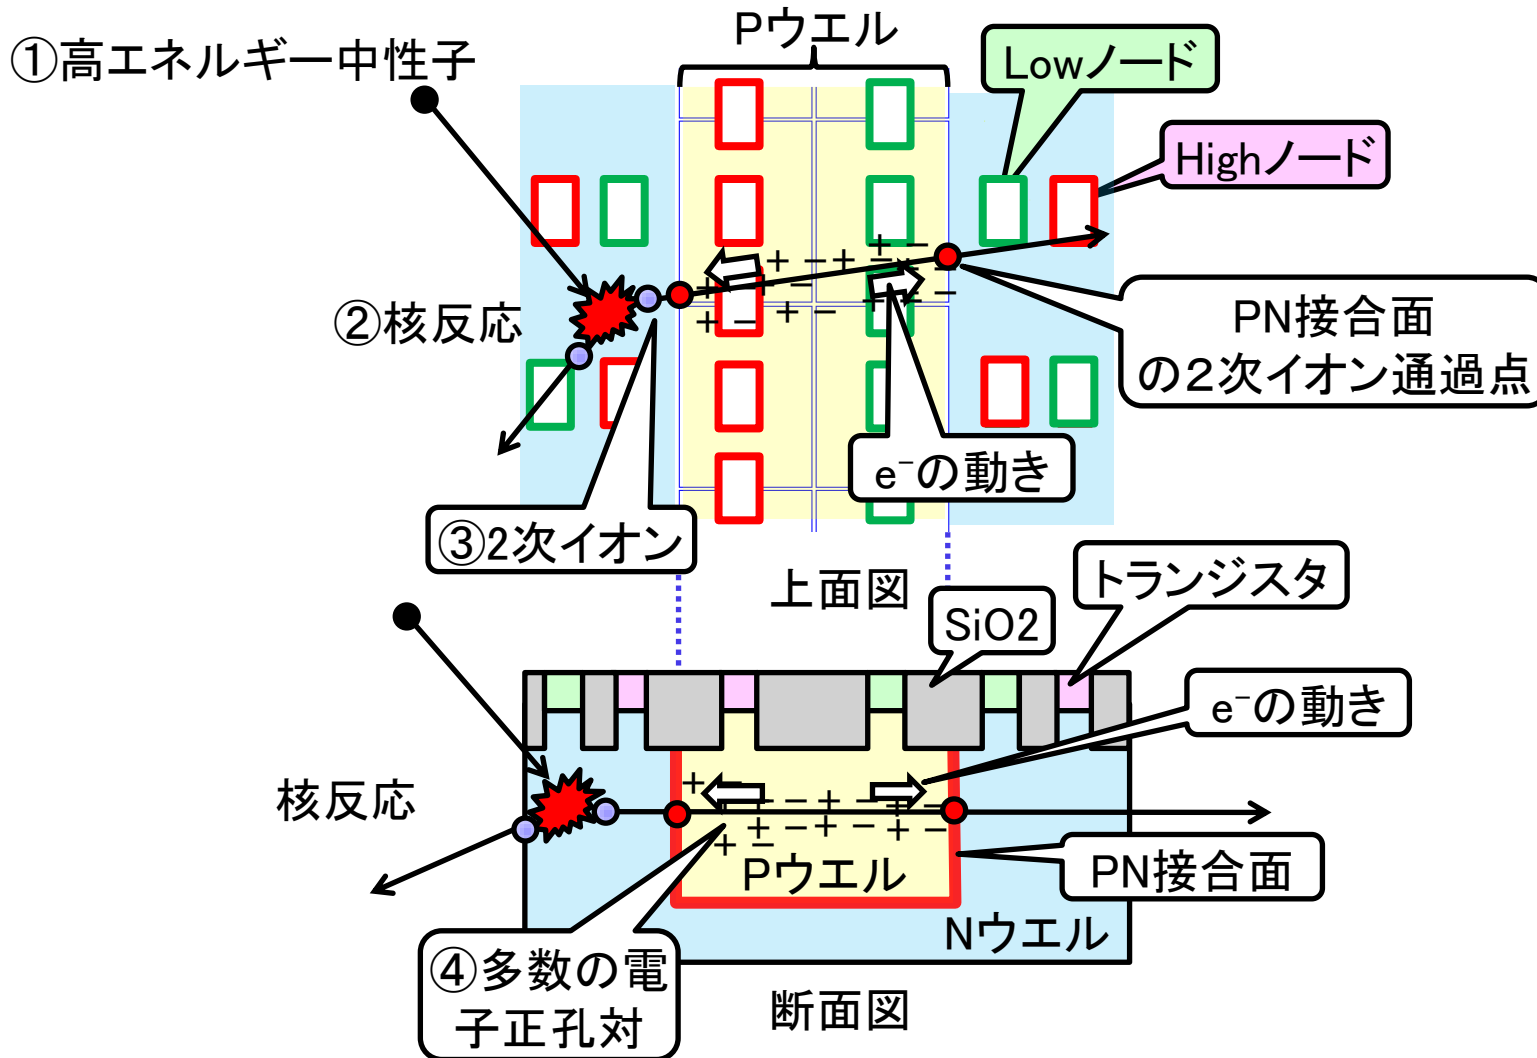 Pウエル
①高エネルギー中性子
Lowノード
Highノード
②核反応
PN接合面
の2次イオン通過点
e⁻の動き
③2次イオン
上面図
トランジスタ
SiO2
e⁻の動き
核反応
PN接合面
Pウエル
Nウエル
④多数の電
子正孔対
断面図